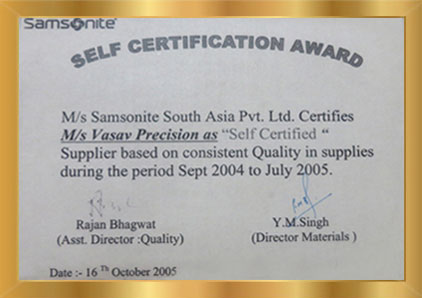 Samsonite
SELF CERTIFICATION AWARD
M/s Samsonite South Asia Pvt. Ltd. Certifies
M/s Vasav Precision as “Self Certified “
Supplier based on consistent Quality in supplies
during the period Sept 2004 to July 2005.
Rajan Bhagwat
(Asst. Director :Quality)
Y.M.Singh
(Director Materials )
Date :- 16 Th October 2005